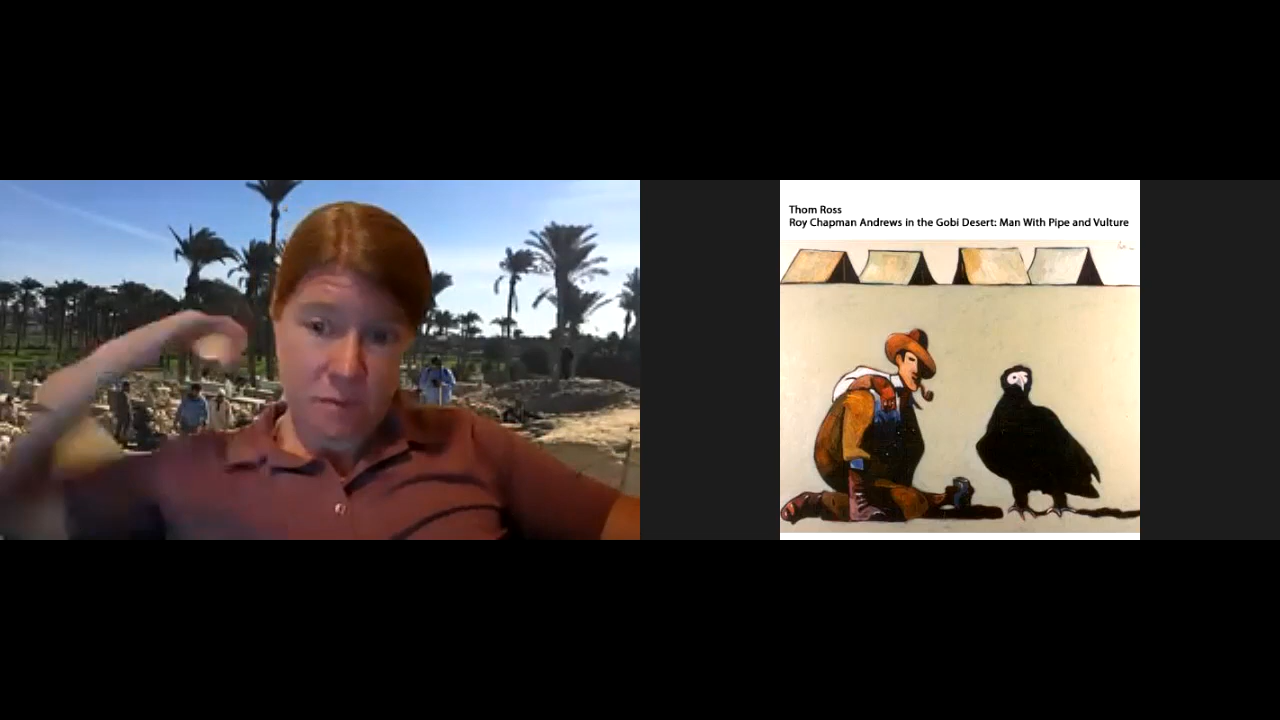 Thom Ross
Roy Chapman Andrews in the Gobi Desert: Man With Pipe and Vulture